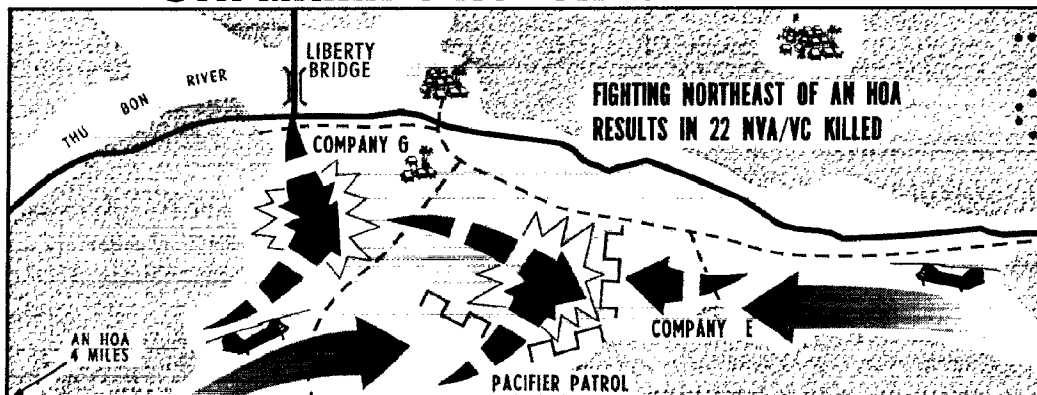 LIBERTY
BRIDGE
THU BON RIVER
FIGHTING NORTHEAST OF AN HOA
RESULTS IN 22 NVA/VC KILLED
COMPANY G
COMPANY E
AN HOA
4 MILES
PACIFIER PATROL